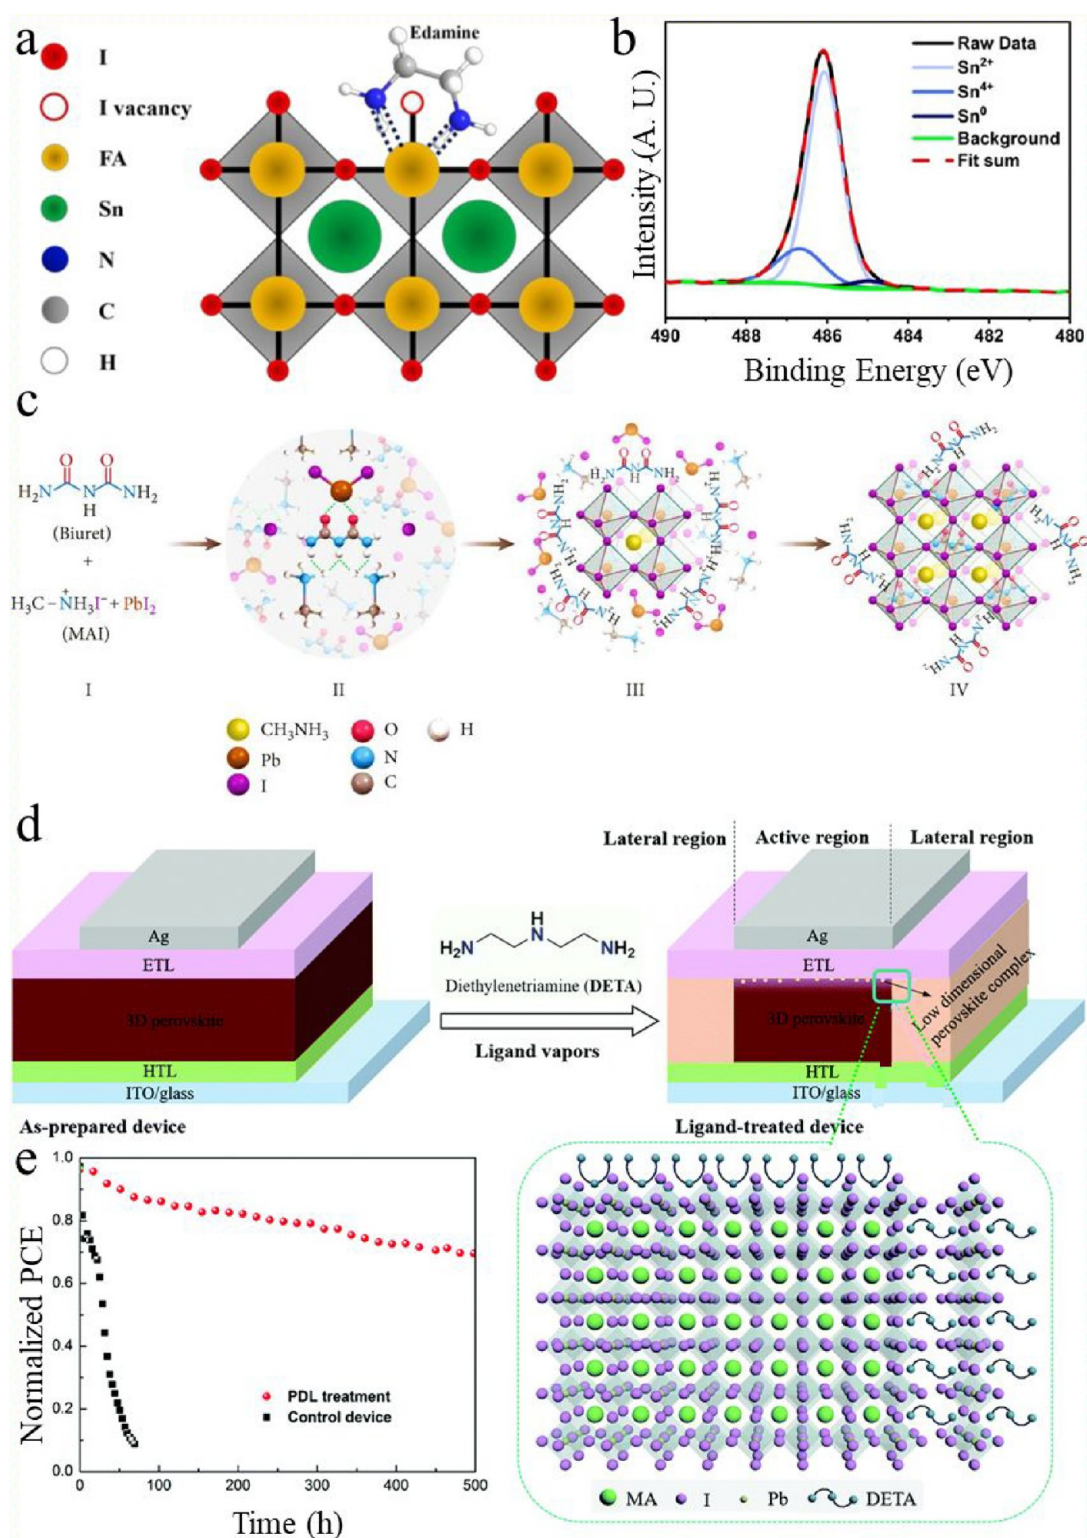 a
I
I vacancy
FA
Sn
N
C
H
Edamine
b
Intensity (A. U.)
Raw Data
Sn2+
Sn4+
Sn0
Background
Fit sum
490 488 486 484 482 480
Binding Energy (eV)
c
O O
H2N N NH2
H
(Biuret)
+
H3C-NH3I- + PbI2
(MAI)
I II III IV
CH3NH3 O H
Pb N
I C
d
Lateral region Active region Lateral region
Ag
ETL
3D perovskite
HTL
ITO/glass
As-prepared device
H
H2N N NH2
Diethylenetriamine (DETA)
Ligand vapors
Ag
ETL
3D perovskite
HTL
ITO/glass
Low dimensional
perovskite complex
Ligand-treated device
e
Normalized PCE
1.0
0.8
0.6
0.4
0.2
0.0
PDL treatment
Control device
0 100 200 300 400 500
Time (h)
MA I Pb DETA